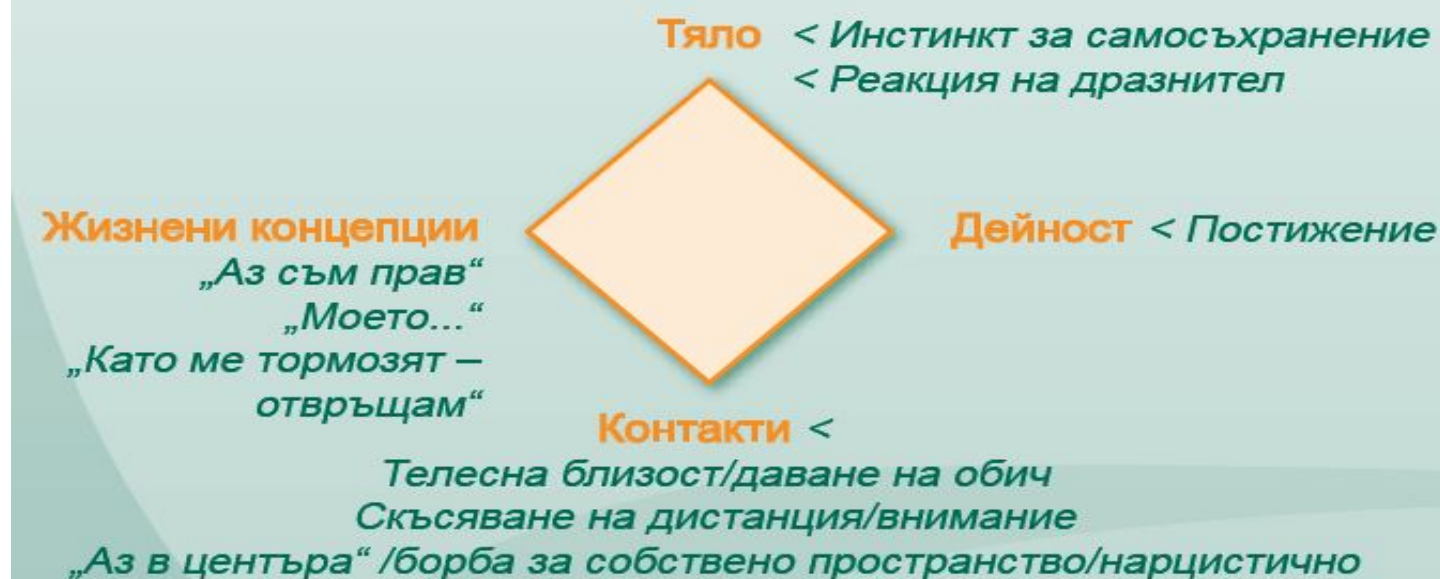 Тяло < Инстинкт за самосъхранение
< Реакция на дразнител
Жизнени концепции
„Аз съм прав“
„Моето...“
„Като ме тормозят –
отвръщам“
Дейност < Постижение
Контакти <
Телесна близост/даване на обич
Скъсяване на дистанция/внимание
„Аз в центъра“ /борба за собствено пространство/нарцистично